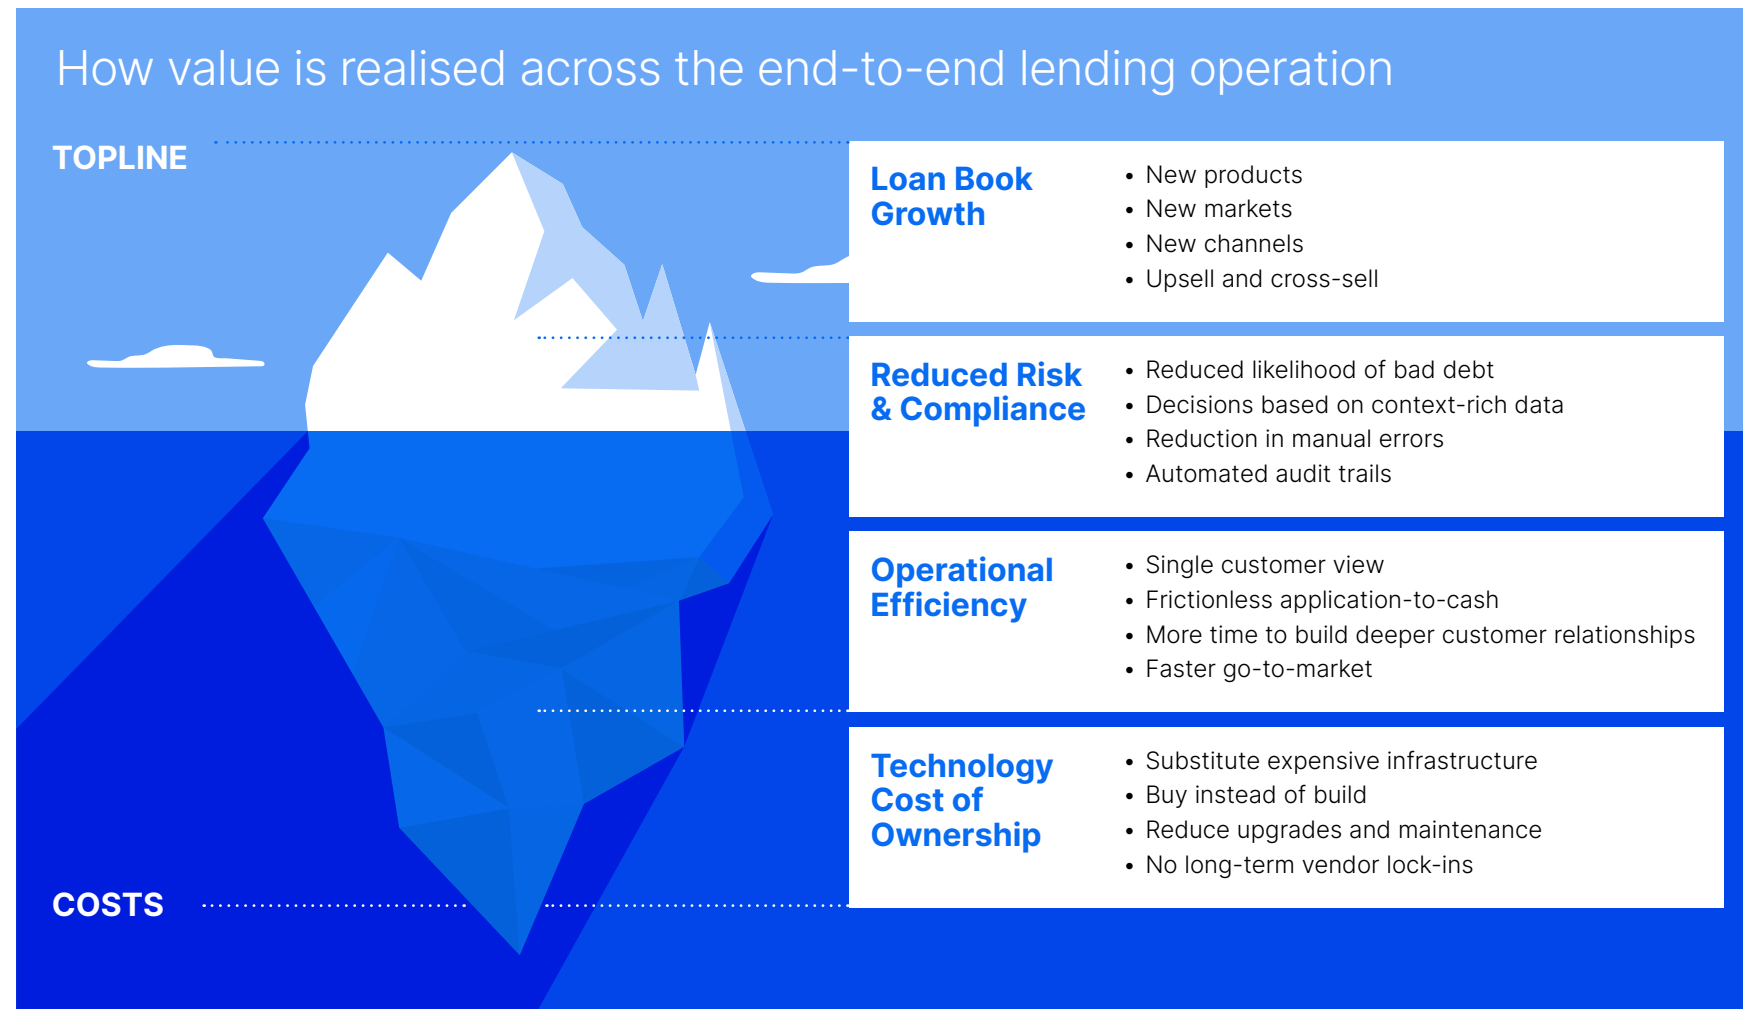 How value is realised across the end-to-end lending operation
TOPLINE
Loan Book
Growth
• New products
• New markets
• New channels
• Upsell and cross-sell
Reduced Risk
& Compliance
• Reduced likelihood of bad debt
• Decisions based on context-rich data
• Reduction in manual errors
• Automated audit trails
Operational
Efficiency
• Single customer view
• Frictionless application-to-cash
• More time to build deeper customer relationships
• Faster go-to-market
Technology
Cost of
Ownership
• Substitute expensive infrastructure
• Buy instead of build
• Reduce upgrades and maintenance
• No long-term vendor lock-ins
COSTS